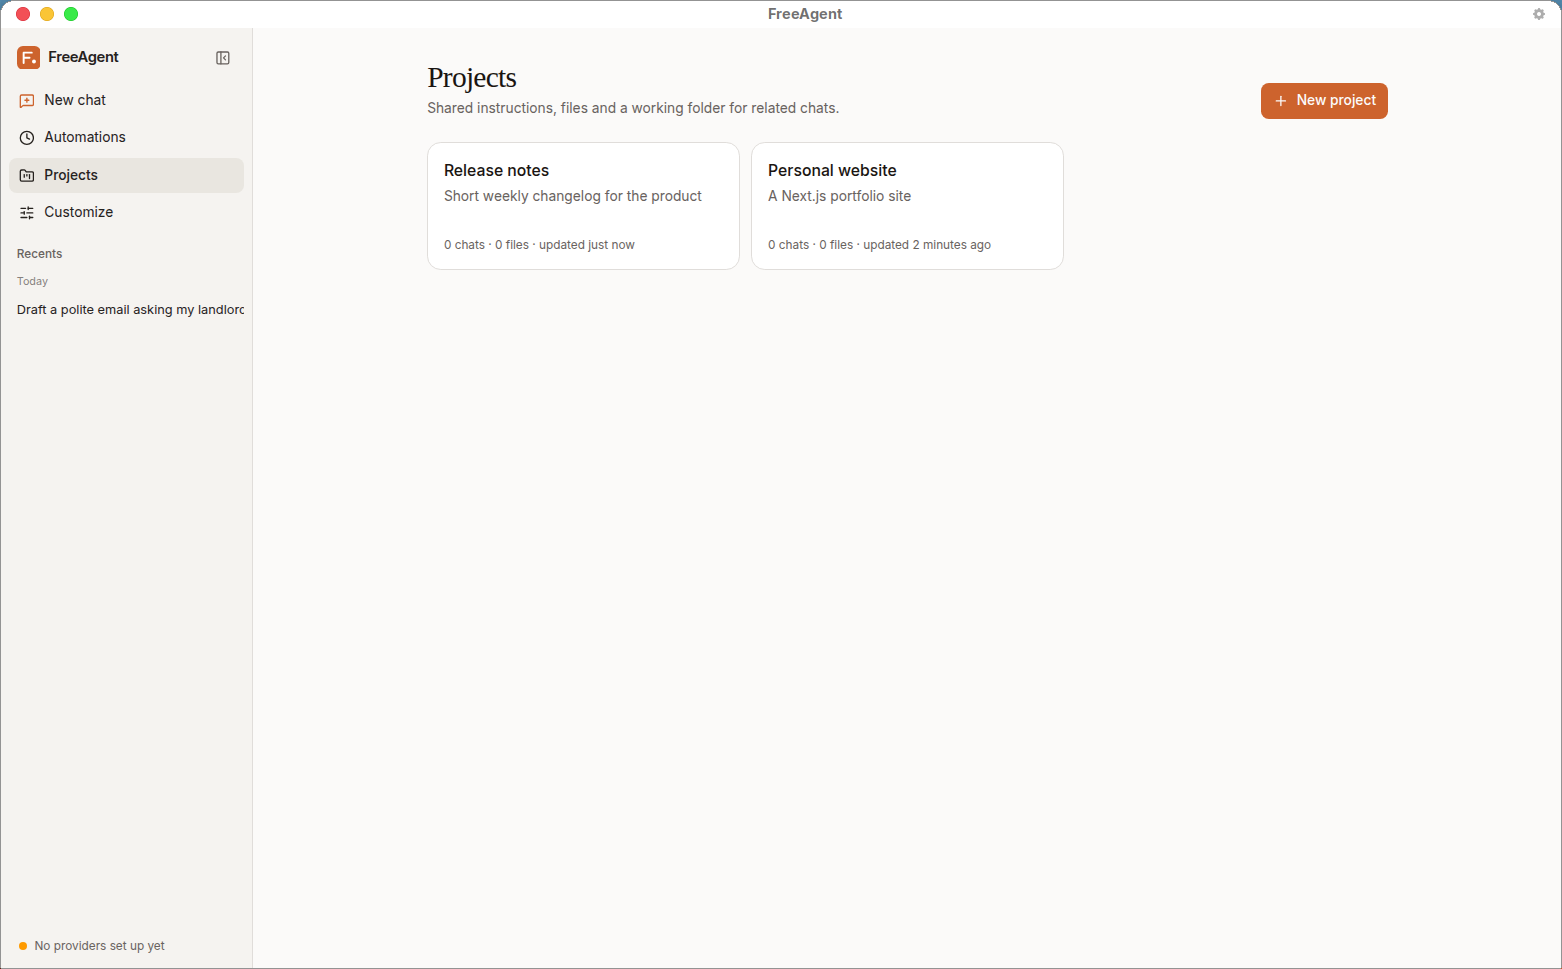 FreeAgent
F.
FreeAgent
New chat
Automations
Projects
Customize
Recents
Today
Draft a polite email asking my landlord
No providers set up yet
Projects
Shared instructions, files and a working folder for related chats.
New project
Release notes
Short weekly changelog for the product
0 chats · 0 files · updated just now
Personal website
A Next.js portfolio site
0 chats · 0 files · updated 2 minutes ago